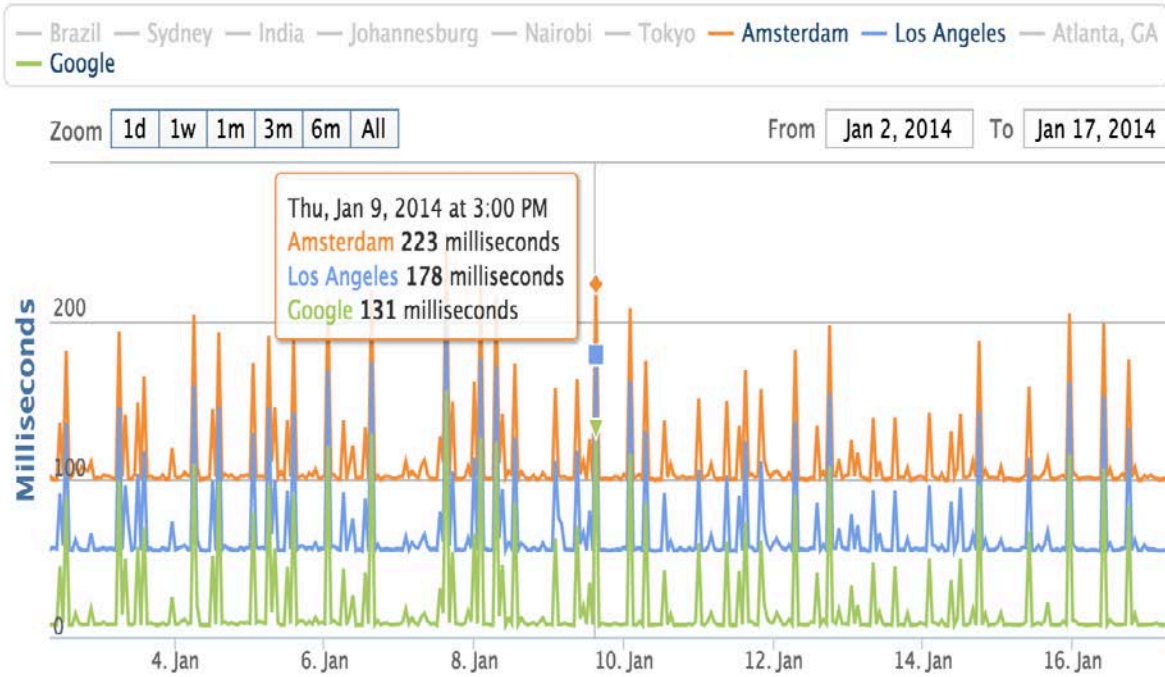 Brazil Sydney India Johannesburg Nairobi Tokyo Amsterdam Los Angeles Atlanta, GA
Google
Zoom 1d 1w 1m 3m 6m All From Jan 2, 2014 To Jan 17, 2014
Thu, Jan 9, 2014 at 3:00 PM
Amsterdam 223 milliseconds
Los Angeles 178 milliseconds
Google 131 milliseconds
Milliseconds
200
100
0
4. Jan 6. Jan 8. Jan 10. Jan 12. Jan 14. Jan 16. Jan